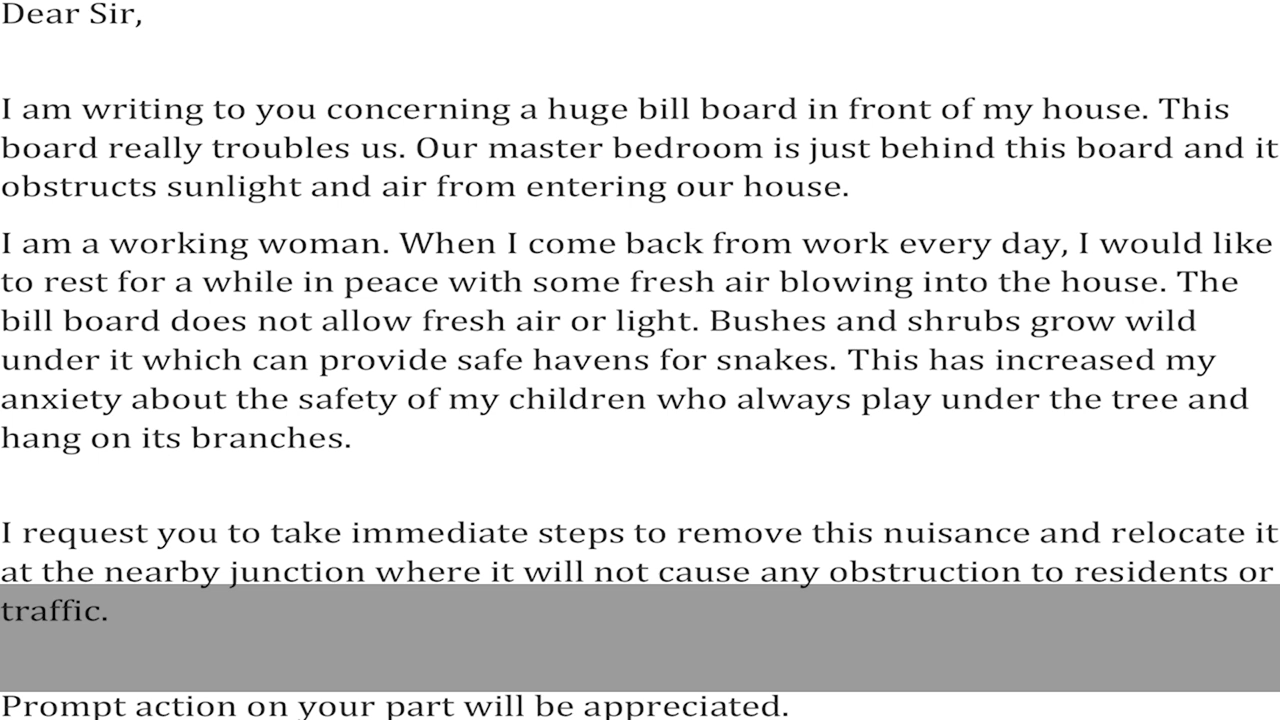 Dear Sir,
I am writing to you concerning a huge bill board in front of my house. This
board really troubles us. Our master bedroom is just behind this board and it
obstructs sunlight and air from entering our house.
I am a working woman. When I come back from work every day, I would like
to rest for a while in peace with some fresh air blowing into the house. The
bill board does not allow fresh air or light. Bushes and shrubs grow wild
under it which can provide safe havens for snakes. This has increased my
anxiety about the safety of my children who always play under the tree and
hang on its branches.
I request you to take immediate steps to remove this nuisance and relocate it
at the nearby junction where it will not cause any obstruction to residents or
traffic.
Prompt action on your part will be appreciated.